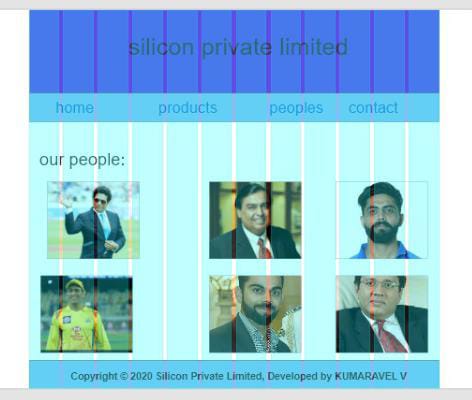 silicon private limited
home products peoples contact
our people:
Copyright © 2020 Silicon Private Limited, Developed by KUMARAVEL V